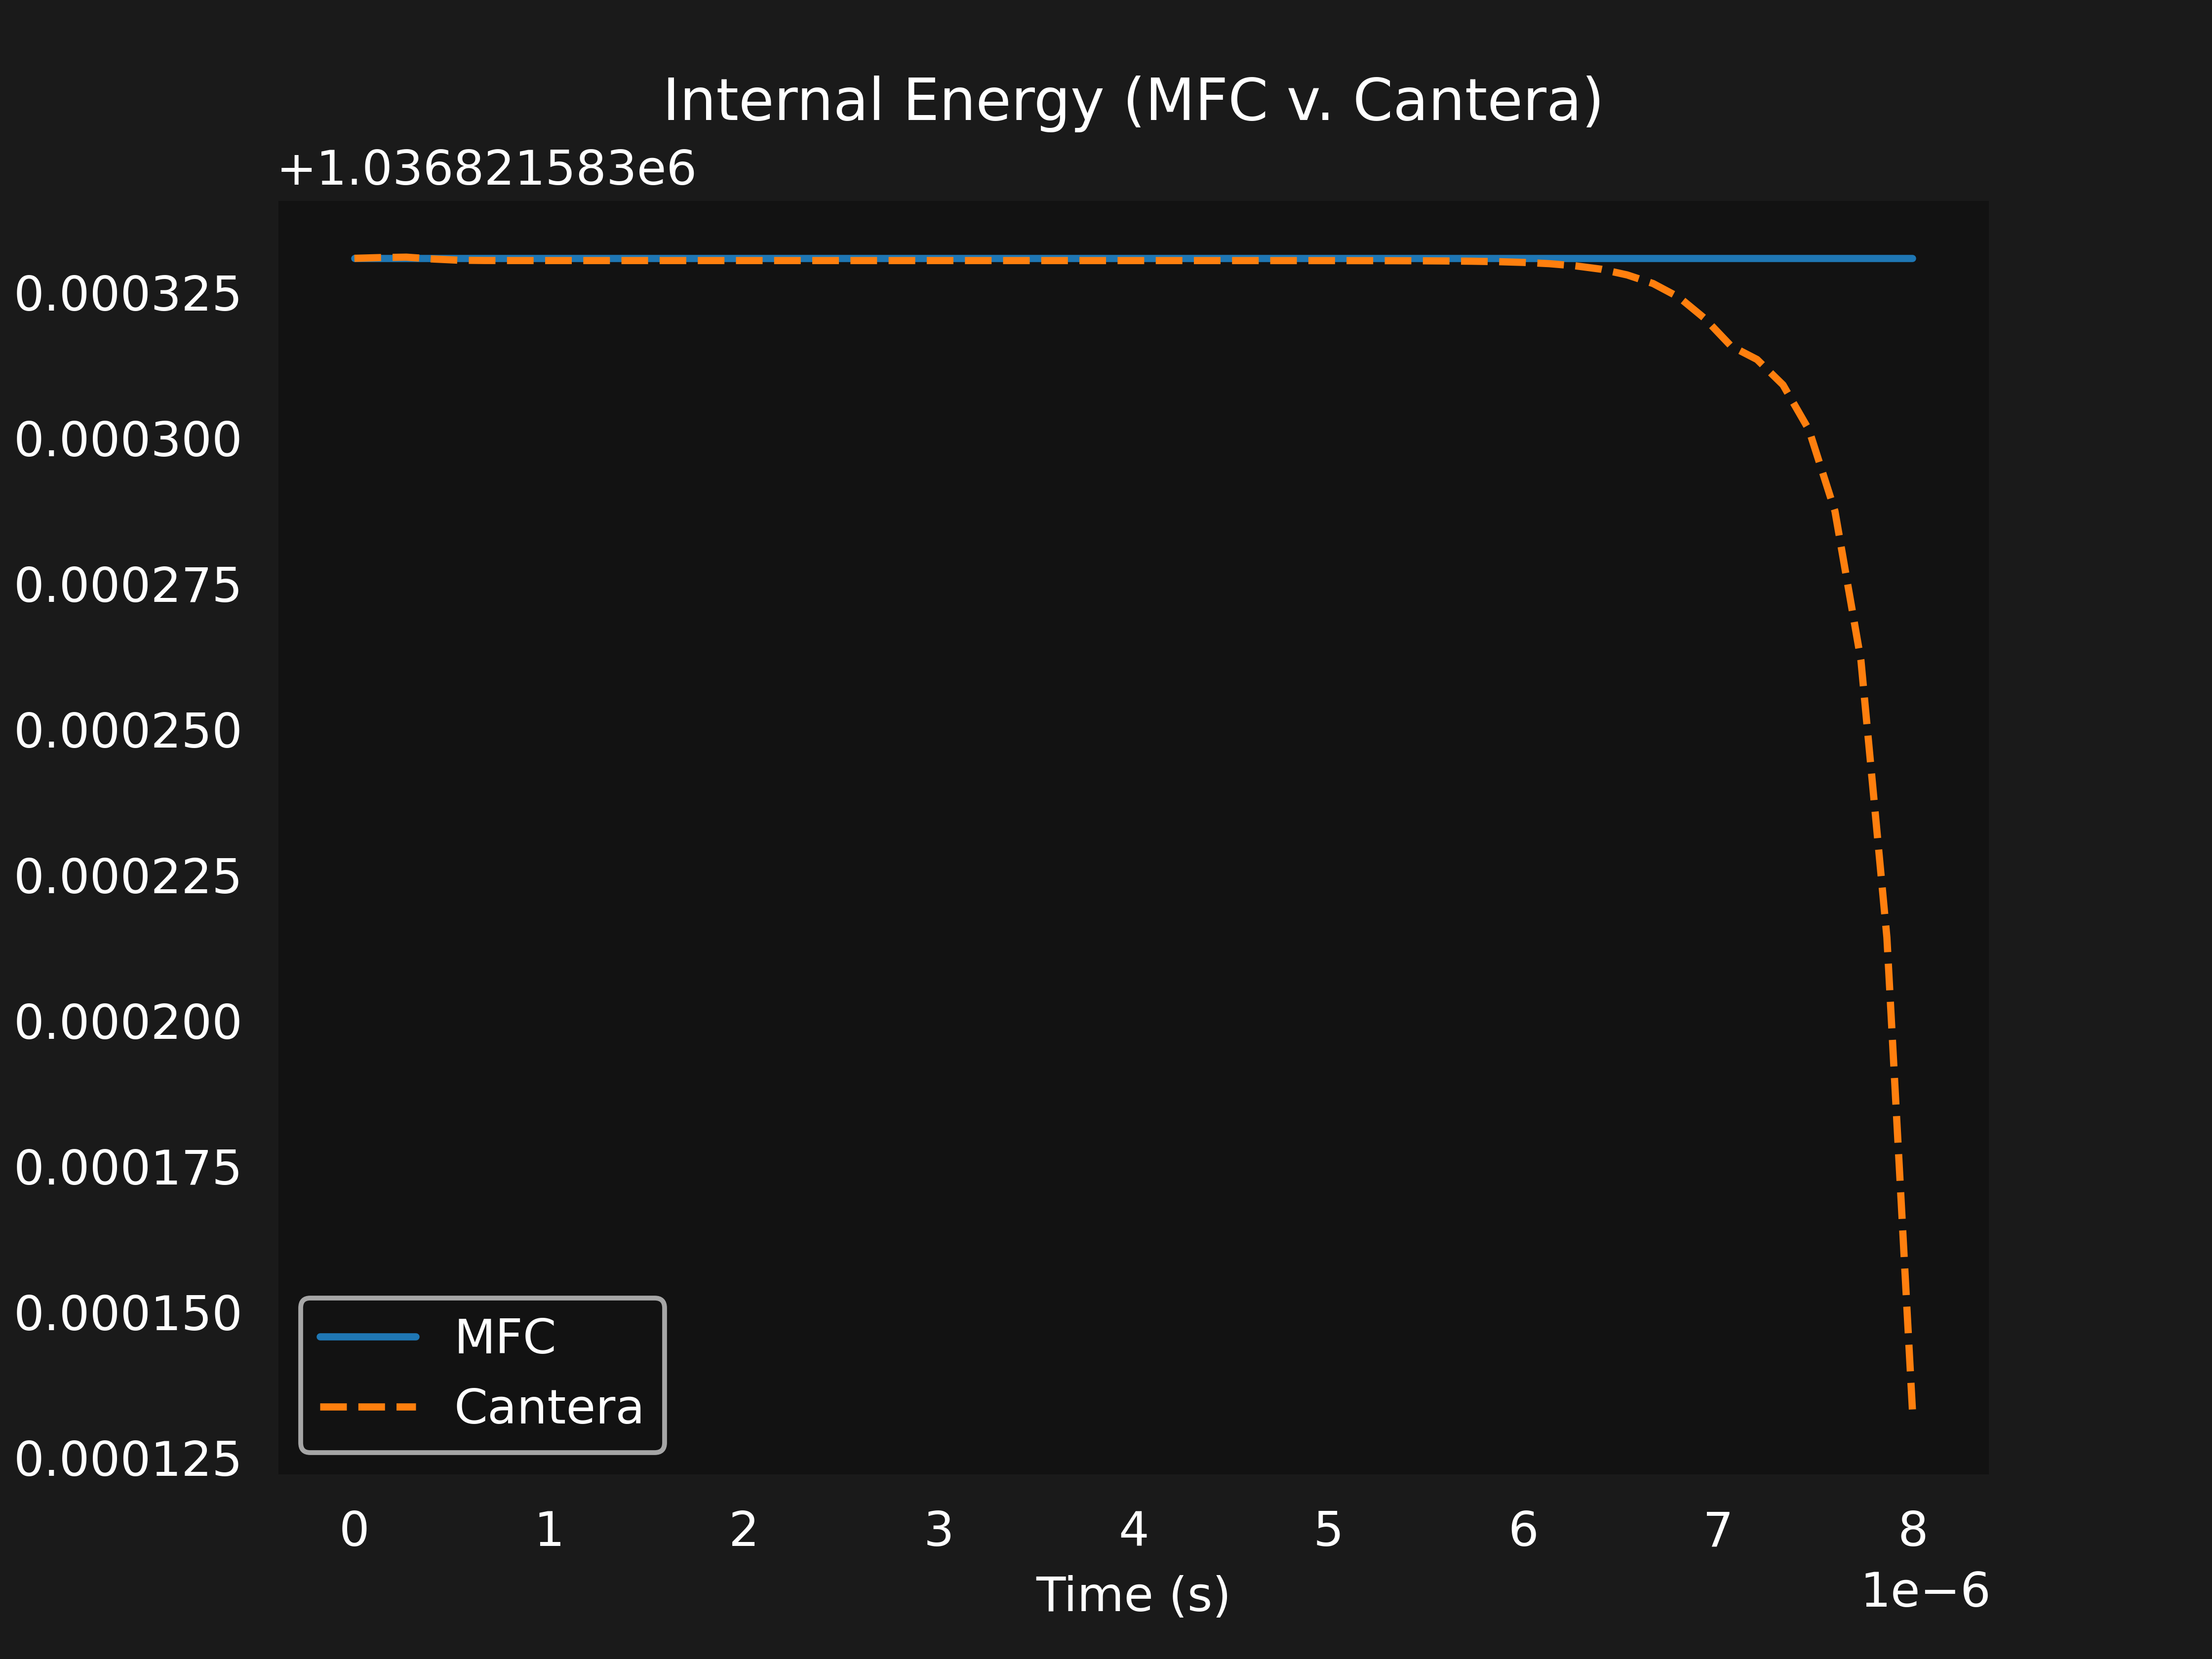 Internal Energy (MFC v. Cantera)
+1.036821583e6
0.000325
0.000300
0.000275
0.000250
0.000225
0.000200
0.000175
0.000150
0.000125
MFC
Cantera
0 1 2 3 4 5 6 7 8
Time (s)
1e−6